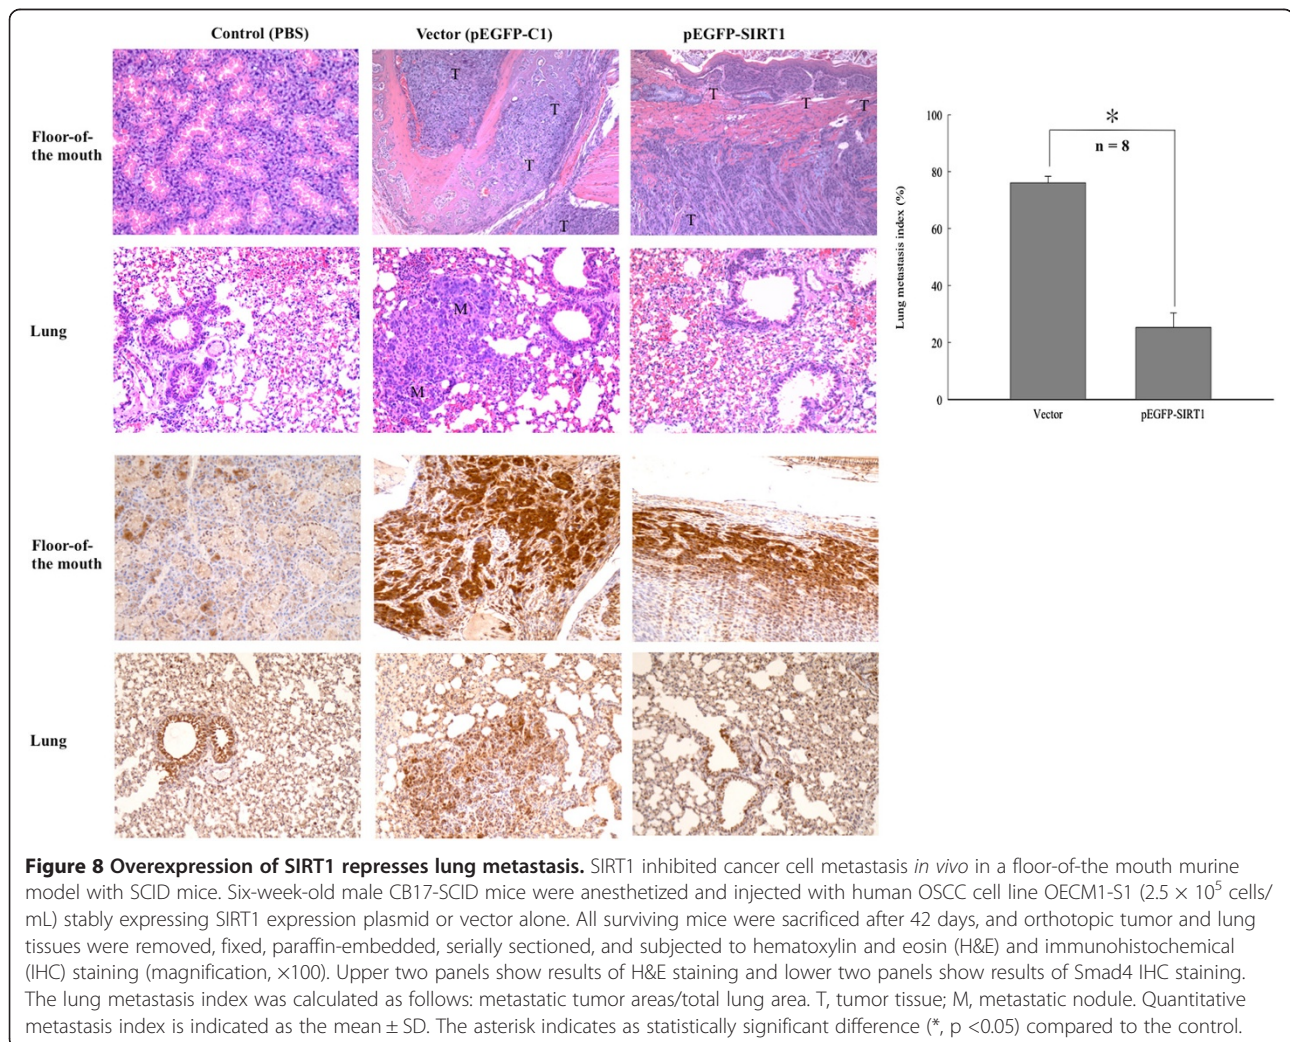 Control (PBS)
Vector (pEGFP-C1)
pEGFP-SIRT1
Floor-of-
the mouth
T
T
T
T
T
T
T
T
Lung
M
M
Floor-of-
the mouth
Lung
100
80
60
40
20
0
Lung metastasis index (%)
*
n = 8
Vector
pEGFP-SIRT1
Figure 8 Overexpression of SIRT1 represses lung metastasis. SIRT1 inhibited cancer cell metastasis in vivo in a floor-of-the mouth murine
model with SCID mice. Six-week-old male CB17-SCID mice were anesthetized and injected with human OSCC cell line OECM1-S1 (2.5 × 10⁵ cells/
mL) stably expressing SIRT1 expression plasmid or vector alone. All surviving mice were sacrificed after 42 days, and orthotopic tumor and lung
tissues were removed, fixed, paraffin-embedded, serially sectioned, and subjected to hematoxylin and eosin (H&E) and immunohistochemical
(IHC) staining (magnification, ×100). Upper two panels show results of H&E staining and lower two panels show results of Smad4 IHC staining.
The lung metastasis index was calculated as follows: metastatic tumor areas/total lung area. T, tumor tissue; M, metastatic nodule. Quantitative
metastasis index is indicated as the mean ± SD. The asterisk indicates as statistically significant difference (*, p <0.05) compared to the control.